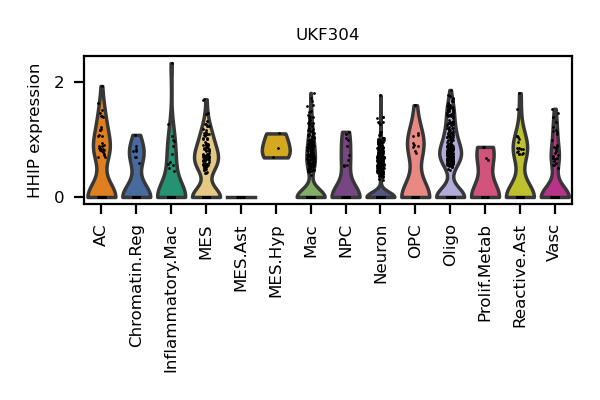 UKF304
HHIP expression
2
0
AC
Chromatin.Reg
Inflammatory.Mac
MES
MES.Ast
MES.Hyp
Mac
NPC
Neuron
OPC
Oligo
Prolif.Metab
Reactive.Ast
Vasc